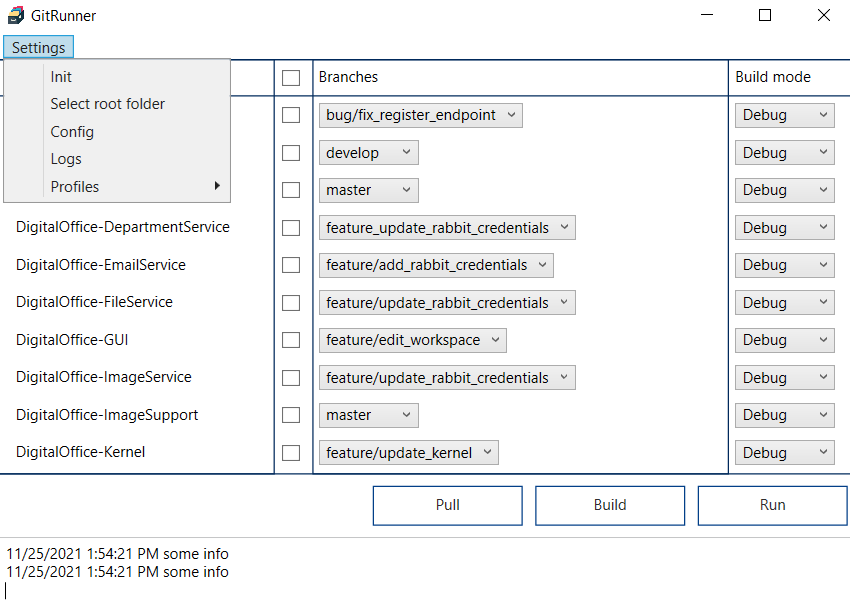 GitRunner
Settings
Init
Select root folder
Config
Logs
Profiles
Branches Build mode
bug/fix_register_endpoint Debug
develop Debug
master Debug
DigitalOffice-DepartmentService feature_update_rabbit_credentials Debug
DigitalOffice-EmailService feature/add_rabbit_credentials Debug
DigitalOffice-FileService feature/update_rabbit_credentials Debug
DigitalOffice-GUI feature/edit_workspace Debug
DigitalOffice-ImageService feature/update_rabbit_credentials Debug
DigitalOffice-ImageSupport master Debug
DigitalOffice-Kernel feature/update_kernel Debug
Pull Build Run
11/25/2021 1:54:21 PM some info
11/25/2021 1:54:21 PM some info